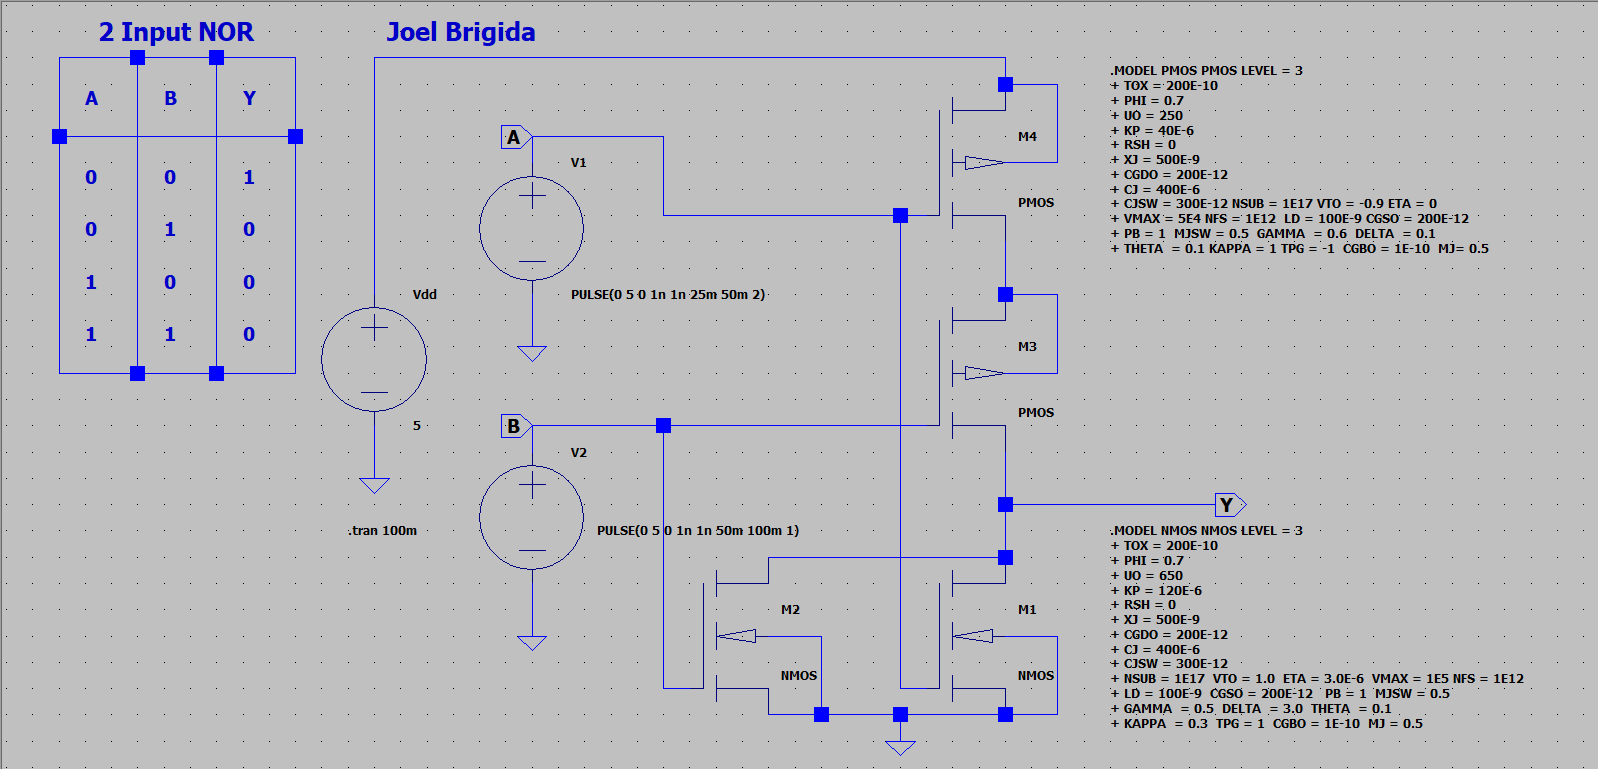 2 Input NOR
Joel Brigida
A B Y
0 0 1
0 1 0
1 0 0
1 1 0
A
V1
PULSE(0 5 0 1n 1n 25m 50m 2)
Vdd
5
.tran 100m
B
V2
PULSE(0 5 0 1n 1n 50m 100m 1)
M4
PMOS
M3
PMOS
Y
M2
NMOS
M1
NMOS
.MODEL PMOS PMOS LEVEL = 3
+ TOX = 200E-10
+ PHI = 0.7
+ UO = 250
+ KP = 40E-6
+ RSH = 0
+ XJ = 500E-9
+ CGDO = 200E-12
+ CJ = 400E-6
+ CJSW = 300E-12 NSUB = 1E17 VTO = -0.9 ETA = 0
+ VMAX = 5E4 NFS = 1E12 LD = 100E-9 CGSO = 200E-12
+ PB = 1 MJSW = 0.5 GAMMA = 0.6 DELTA = 0.1
+ THETA = 0.1 KAPPA = 1 TPG = -1 CGBO = 1E-10 MJ= 0.5
.MODEL NMOS NMOS LEVEL = 3
+ TOX = 200E-10
+ PHI = 0.7
+ UO = 650
+ KP = 120E-6
+ RSH = 0
+ XJ = 500E-9
+ CGDO = 200E-12
+ CJ = 400E-6
+ CJSW = 300E-12
+ NSUB = 1E17 VTO = 1.0 ETA = 3.0E-6 VMAX = 1E5 NFS = 1E12
+ LD = 100E-9 CGSO = 200E-12 PB = 1 MJSW = 0.5
+ GAMMA = 0.5 DELTA = 3.0 THETA = 0.1
+ KAPPA = 0.3 TPG = 1 CGBO = 1E-10 MJ = 0.5